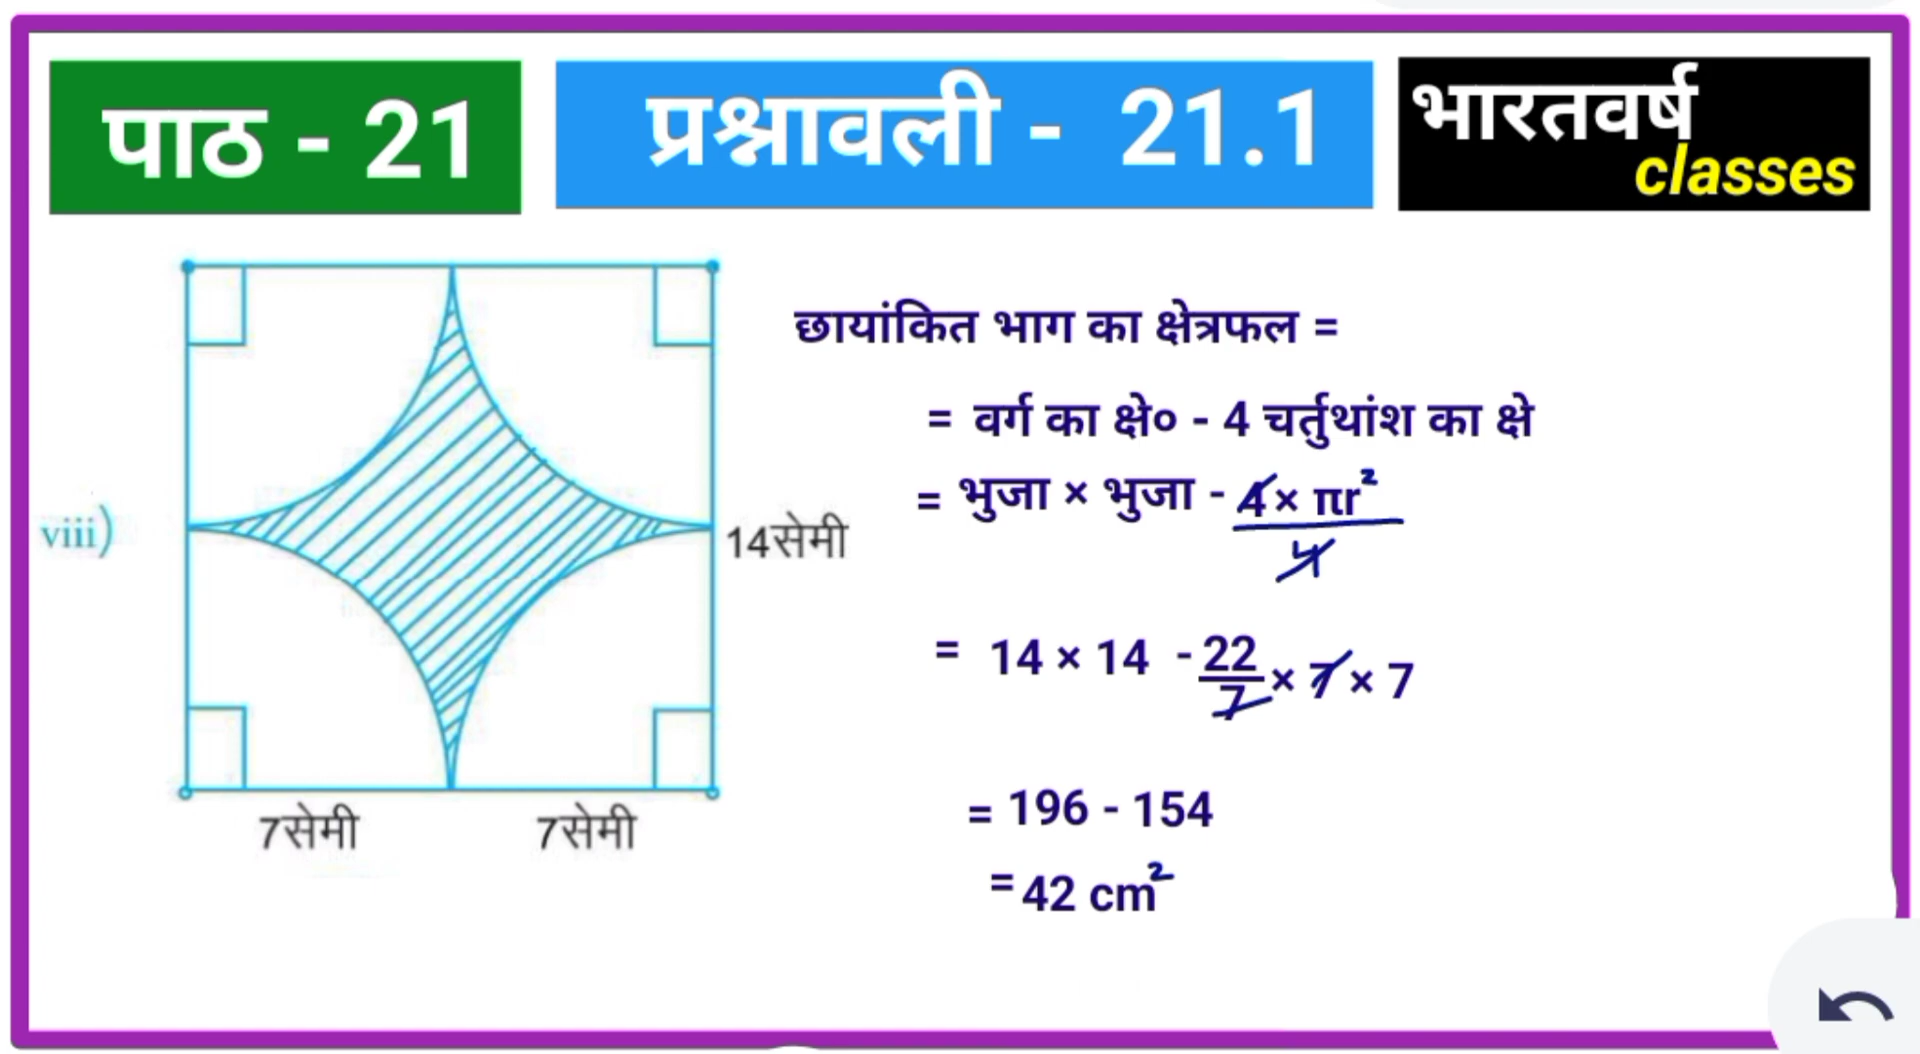 पाठ - 21
प्रश्नावली - 21.1
भारतवर्ष
classes
छायांकित भाग का क्षेत्रफल =
= वर्ग का क्षे० - 4 चर्तुथांश का क्षे
= भुजा × भुजा - 4 × πr²
4
viii)
14सेमी
= 14 × 14 - 22/7 × 7 × 7
= 196 - 154
7सेमी 7सेमी
= 42 cm²